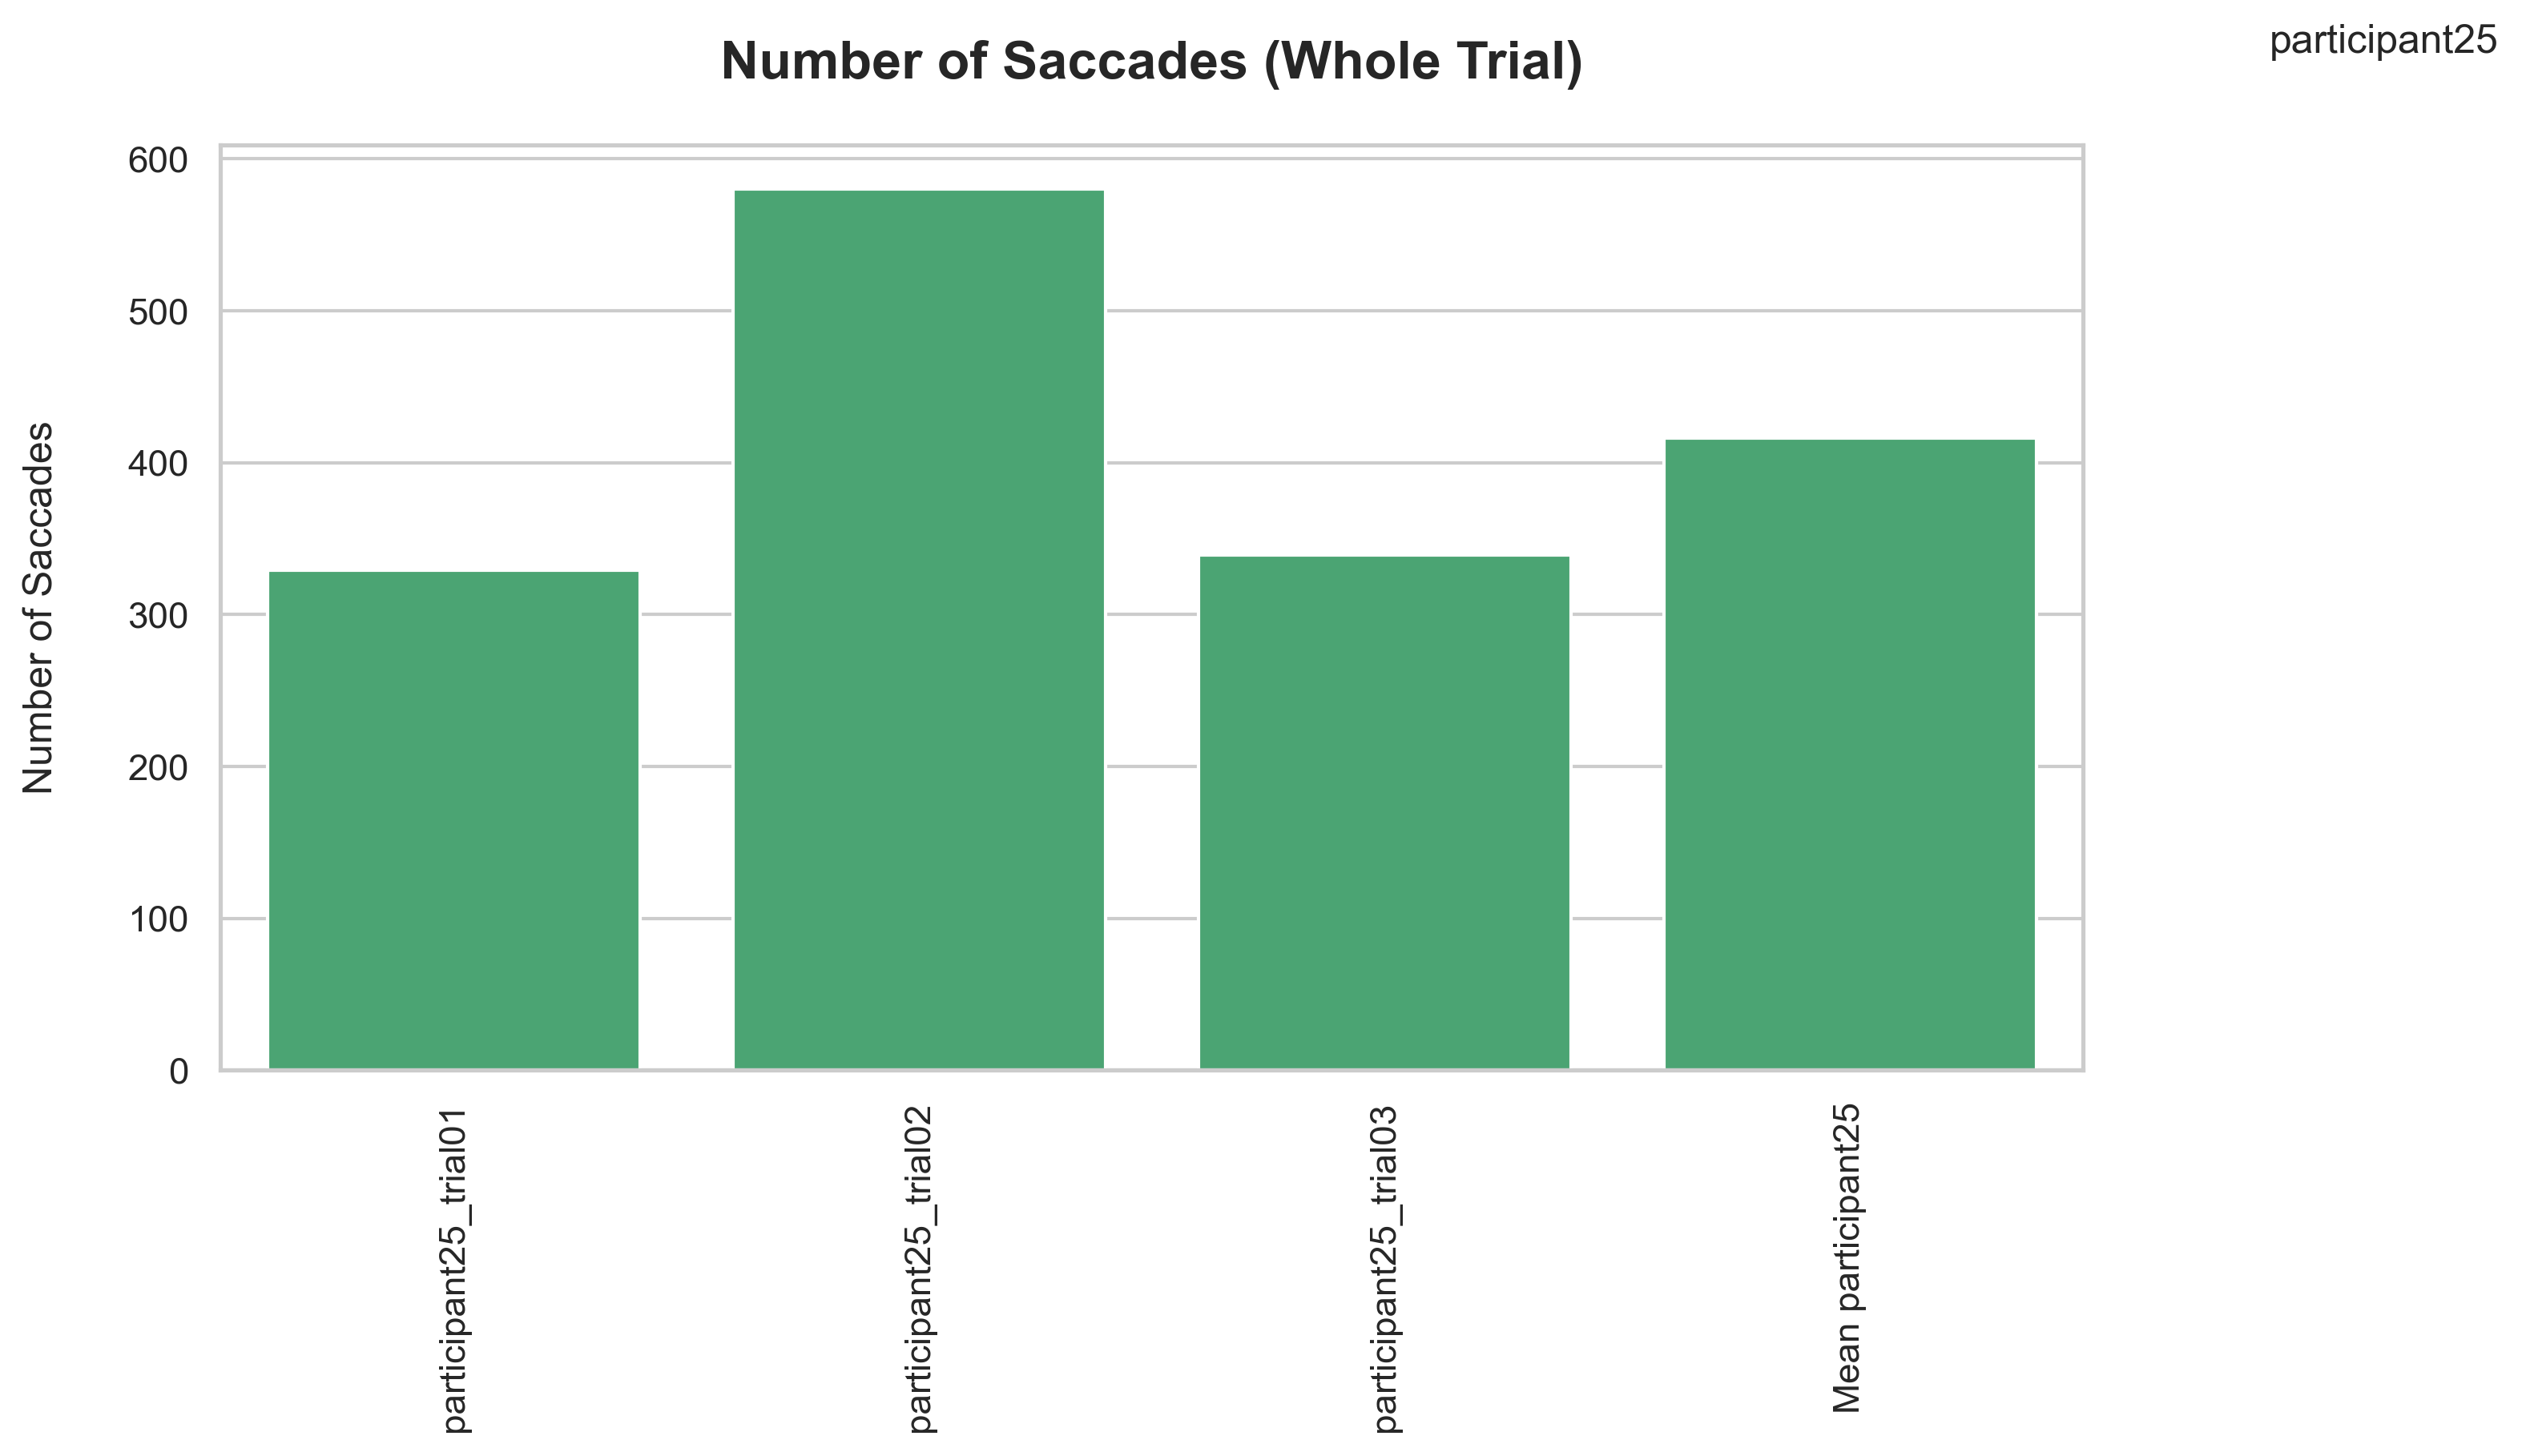 participant25
Number of Saccades (Whole Trial)
Number of Saccades
600
500
400
300
200
100
0
participant25_trial01
participant25_trial02
participant25_trial03
Mean participant25